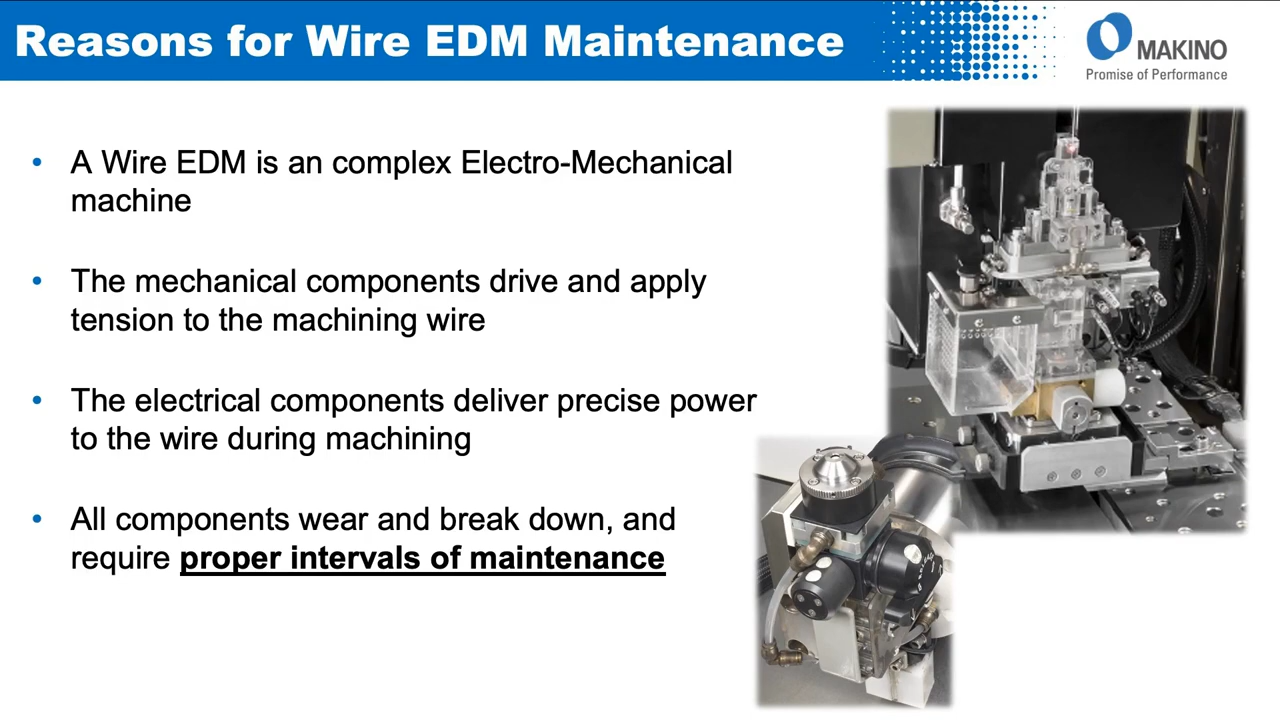 Reasons for Wire EDM Maintenance
MAKINO
Promise of Performance
• A Wire EDM is an complex Electro-Mechanical
machine
• The mechanical components drive and apply
tension to the machining wire
• The electrical components deliver precise power
to the wire during machining
• All components wear and break down, and
require proper intervals of maintenance